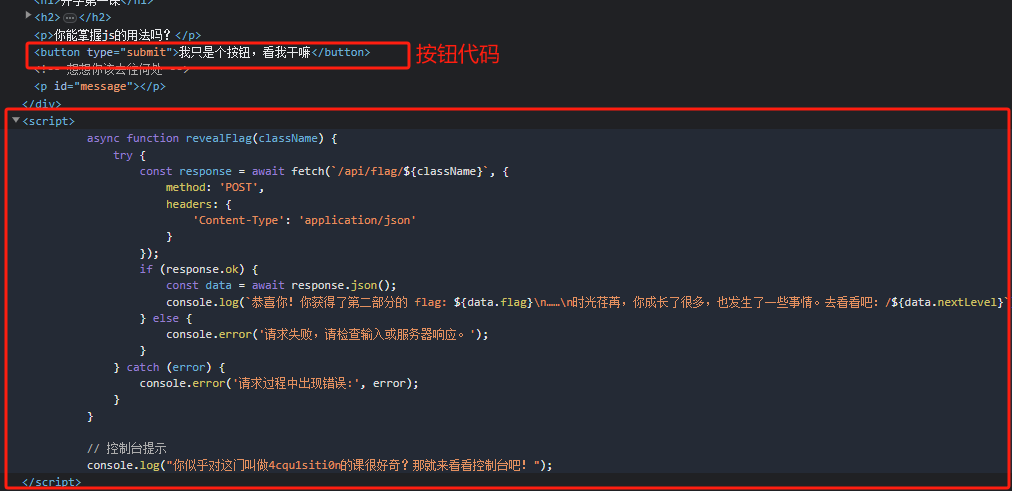 <h1>开学第一课</h1>
<h2>…</h2>
<p>你能掌握js的用法吗？</p>
<button type="submit">我只是个按钮，看我干嘛</button>
按钮代码
<!-- 想想你该去往何处 -->
<p id="message"></p>
</div>
<script>
async function revealFlag(className) {
try {
const response = await fetch(`/api/flag/${className}`, {
method: 'POST',
headers: {
'Content-Type': 'application/json'
}
});
if (response.ok) {
const data = await response.json();
console.log(`恭喜你！你获得了第二部分的 flag: ${data.flag}\n……\n时光荏苒，你成长了很多，也发生了一些事情。去看看吧：/${data.nextLevel}`
} else {
console.error('请求失败，请检查输入或服务器响应。');
}
} catch (error) {
console.error('请求过程中出现错误:', error);
}
}
// 控制台提示
console.log("你似乎对这门叫做4cqu1siti0n的课很好奇？那就来看看控制台吧！");
</script>